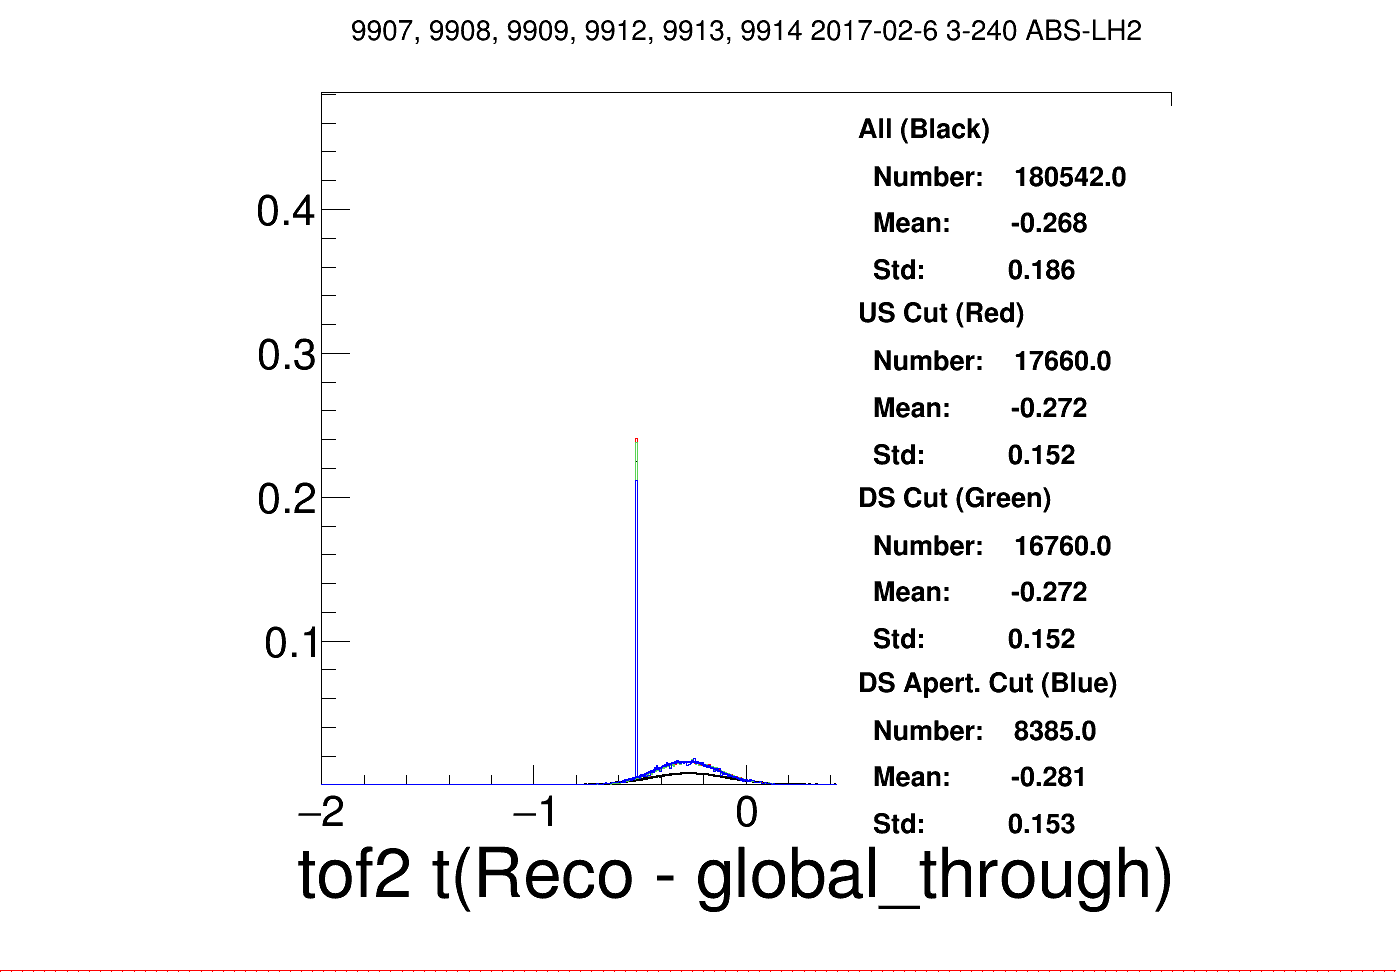 9907, 9908, 9909, 9912, 9913, 9914 2017-02-6 3-240 ABS-LH2
All (Black)
Number: 180542.0
Mean: -0.268
Std: 0.186
US Cut (Red)
Number: 17660.0
Mean: -0.272
Std: 0.152
DS Cut (Green)
Number: 16760.0
Mean: -0.272
Std: 0.152
DS Apert. Cut (Blue)
Number: 8385.0
Mean: -0.281
Std: 0.153
0.4
0.3
0.2
0.1
−2 −1 0
tof2 t(Reco - global_through)